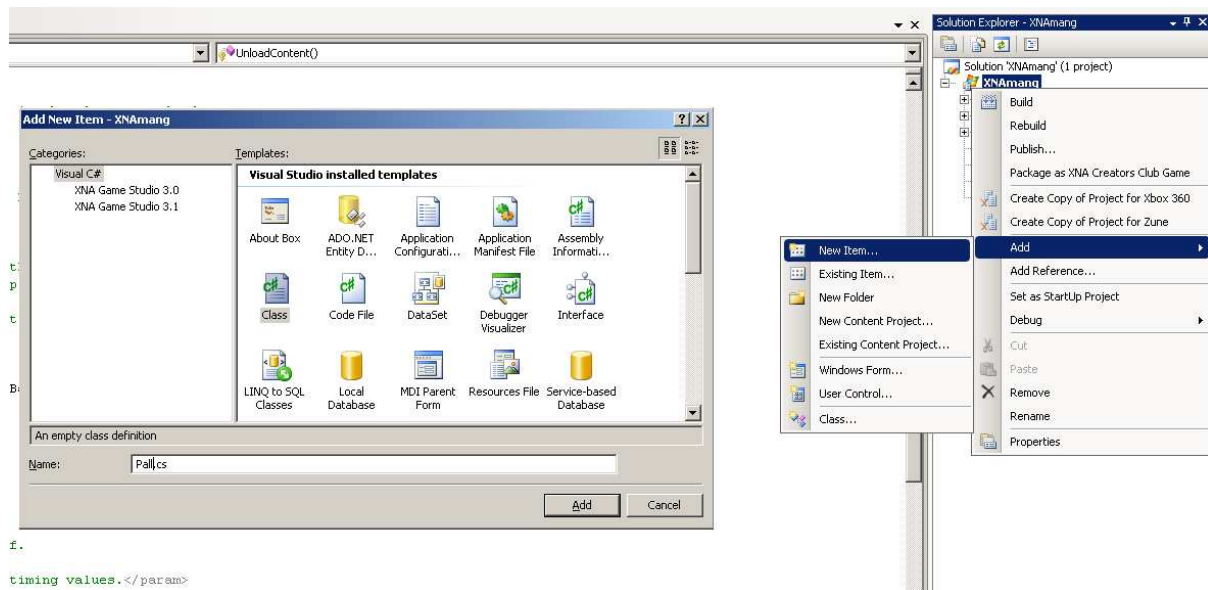 UnloadContent()
Add New Item - XNAmang
Categories:
Visual C#
XNA Game Studio 3.0
XNA Game Studio 3.1
Templates:
Visual Studio installed templates
About Box
ADO.NET Entity D...
Application Configurati...
Application Manifest File
Assembly Informati...
Class
Code File
DataSet
Debugger Visualizer
Interface
LINQ to SQL Classes
Local Database
MDI Parent Form
Resources File
Service-based Database
An empty class definition
Name:
Pall.cs
Add
Cancel
f.
timing values.</param>
Solution Explorer - XNAmang
Solution 'XNAmang' (1 project)
XNAmang
Build
Rebuild
Publish...
Package as XNA Creators Club Game
Create Copy of Project for Xbox 360
Create Copy of Project for Zune
Add
Add Reference...
Set as StartUp Project
Debug
Cut
Paste
Remove
Rename
Properties
New Item...
Existing Item...
New Folder
New Content Project...
Existing Content Project...
Windows Form...
User Control...
Class...